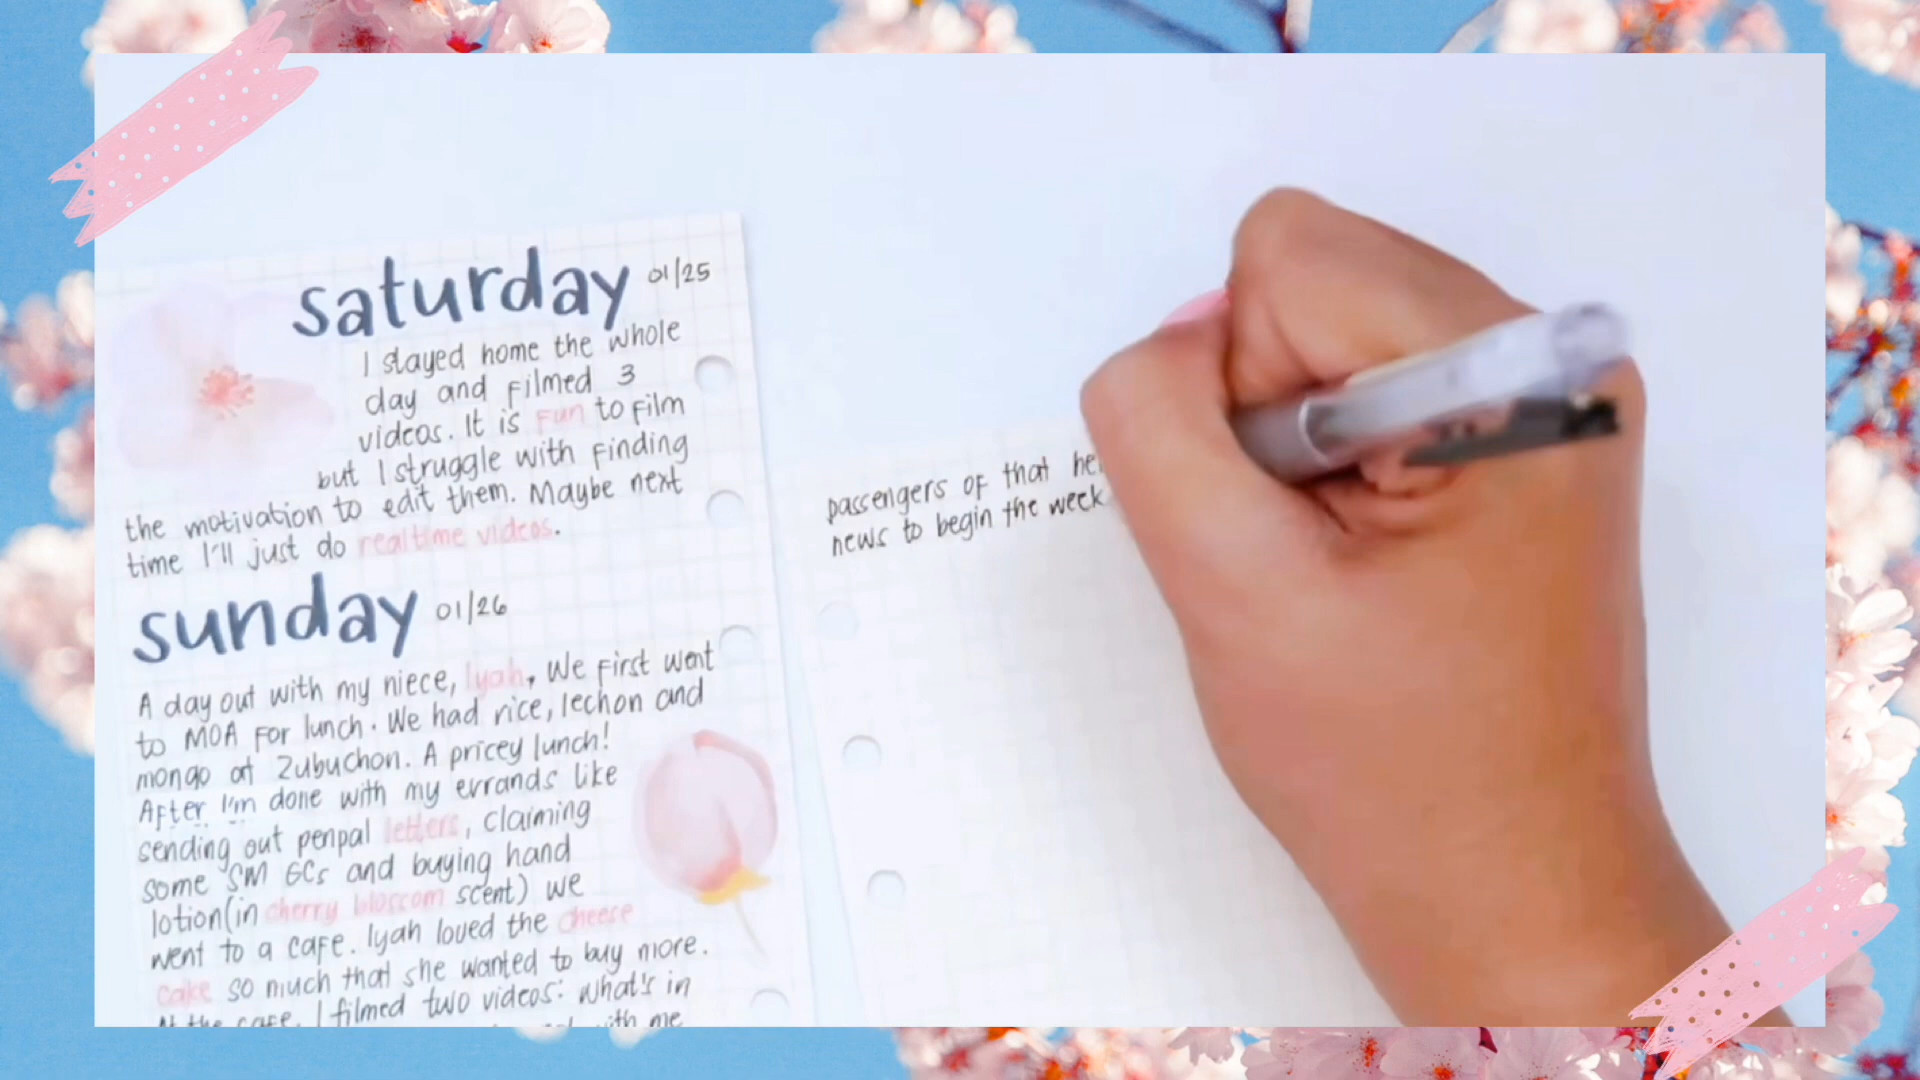 saturday 01/25
I stayed home the whole
day and filmed 3
videos. It is fun to film
but I struggle with finding
the motivation to edit them. Maybe next
time I'll just do realtime videos.
sunday 01/26
A day out with my niece, Iyah, We first went
to MOA for lunch. We had rice, lechon and
mongo at Zubuchon. A pricey lunch!
After I'm done with my errands like
sending out penpal letters, claiming
some SM GCs and buying hand
lotion(in cherry blossom scent) we
went to a cafe. Iyah loved the cheese
cake so much that she wanted to buy more.
At the cafe, I filmed two videos: what's in
with me
passengers of that
news to begin the week